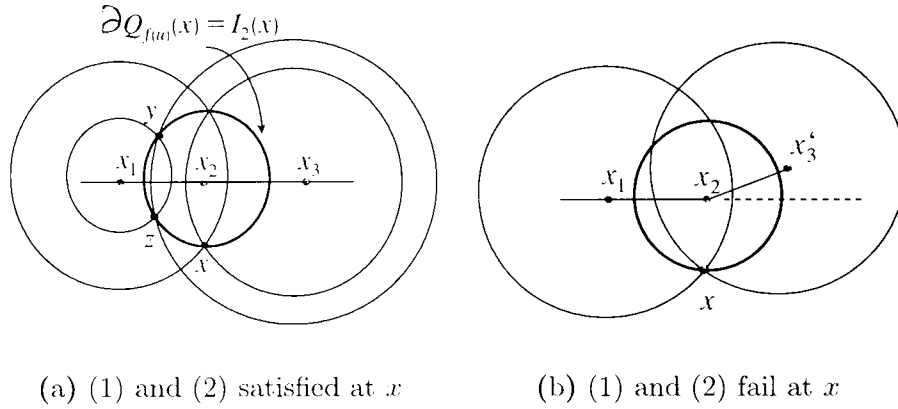 ∂Q_{f(u)}(x) = I_2(x)
y
x_1 x_2 x_3
z
x
x_1 x_2 x_3‘
x
(a) (1) and (2) satisfied at x
(b) (1) and (2) fail at x